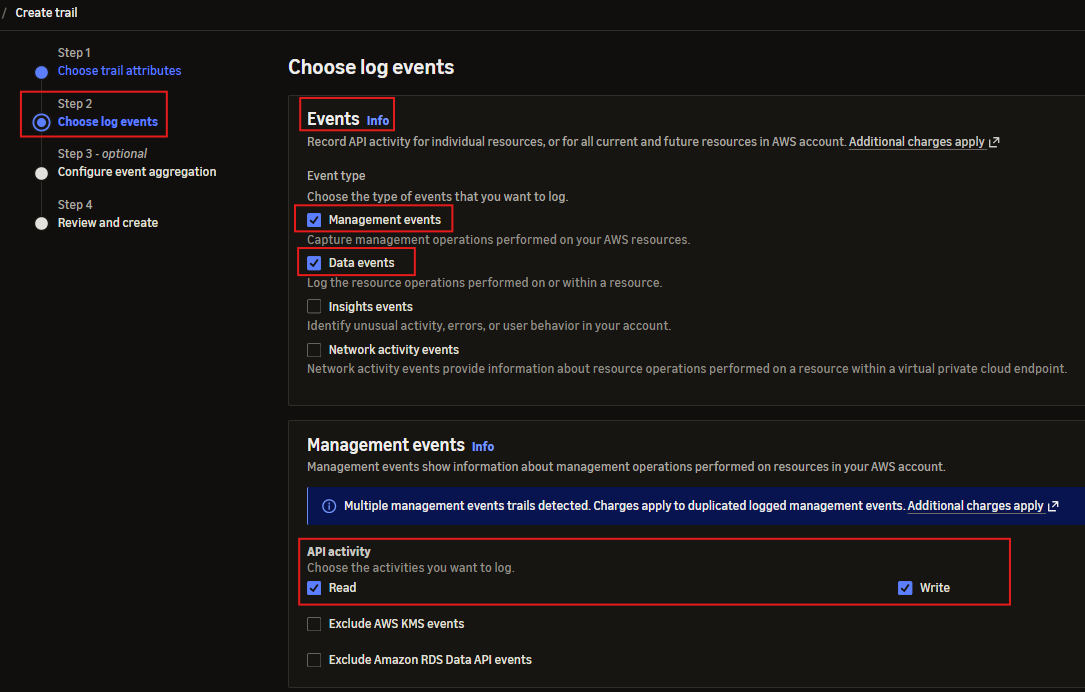 / Create trail
Step 1
Choose trail attributes
Step 2
Choose log events
Step 3 - optional
Configure event aggregation
Step 4
Review and create
Choose log events
Events Info
Record API activity for individual resources, or for all current and future resources in AWS account. Additional charges apply
Event type
Choose the type of events that you want to log.
Management events
Capture management operations performed on your AWS resources.
Data events
Log the resource operations performed on or within a resource.
Insights events
Identify unusual activity, errors, or user behavior in your account.
Network activity events
Network activity events provide information about resource operations performed on a resource within a virtual private cloud endpoint.
Management events Info
Management events show information about management operations performed on resources in your AWS account.
Multiple management events trails detected. Charges apply to duplicated logged management events. Additional charges apply
API activity
Choose the activities you want to log.
Read Write
Exclude AWS KMS events
Exclude Amazon RDS Data API events